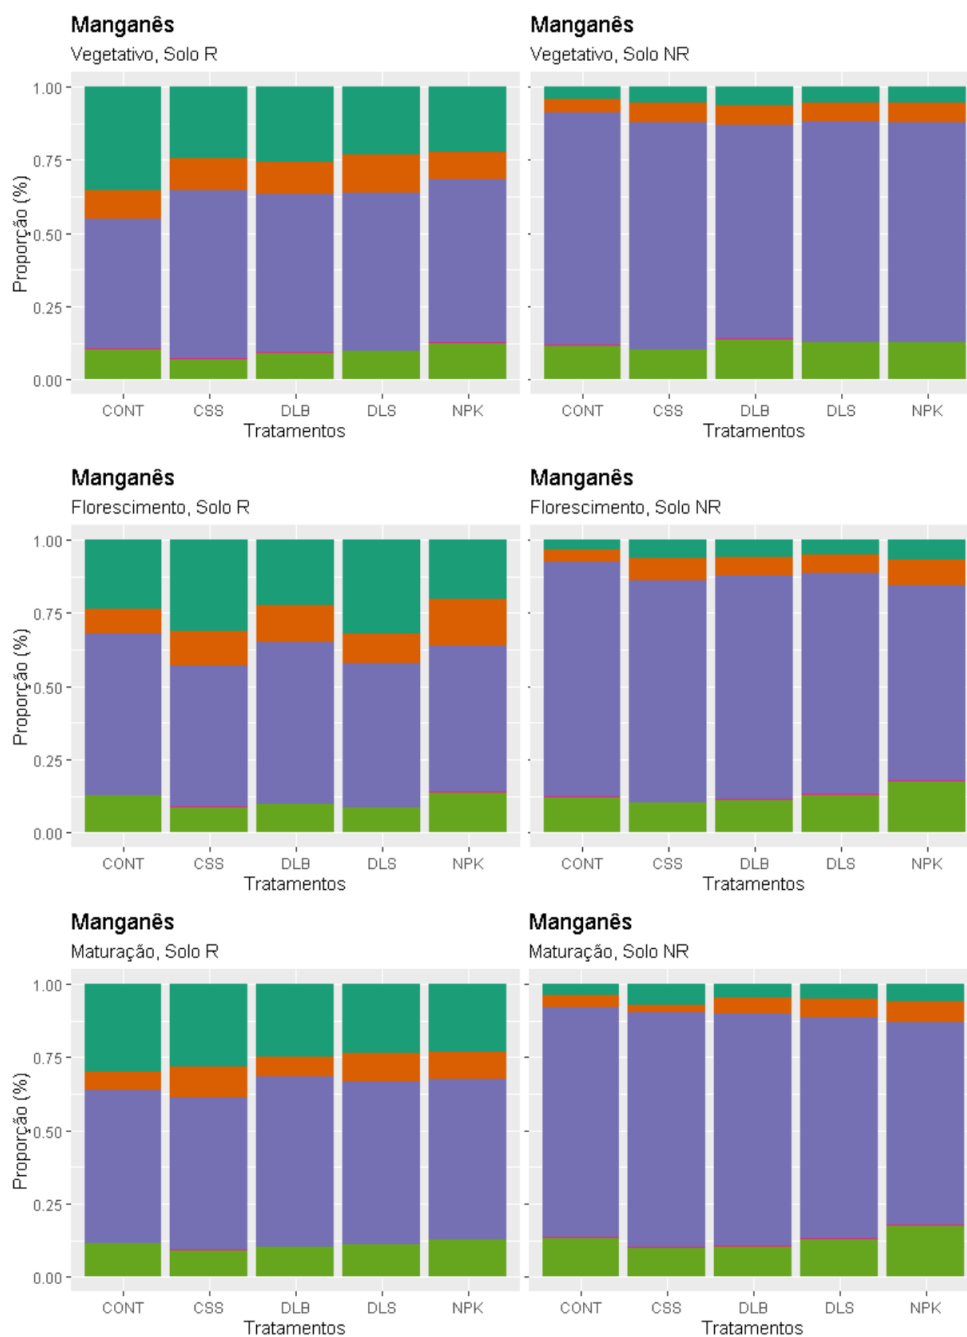 Manganês
Vegetativo, Solo R
Proporção (%)
1.00
0.75
0.50
0.25
0.00
CONT CSS DLB DLS NPK
Tratamentos
Manganês
Vegetativo, Solo NR
CONT CSS DLB DLS NPK
Tratamentos
Manganês
Florescimento, Solo R
Proporção (%)
1.00
0.75
0.50
0.25
0.00
CONT CSS DLB DLS NPK
Tratamentos
Manganês
Florescimento, Solo NR
CONT CSS DLB DLS NPK
Tratamentos
Manganês
Maturação, Solo R
Proporção (%)
1.00
0.75
0.50
0.25
0.00
CONT CSS DLB DLS NPK
Tratamentos
Manganês
Maturação, Solo NR
CONT CSS DLB DLS NPK
Tratamentos